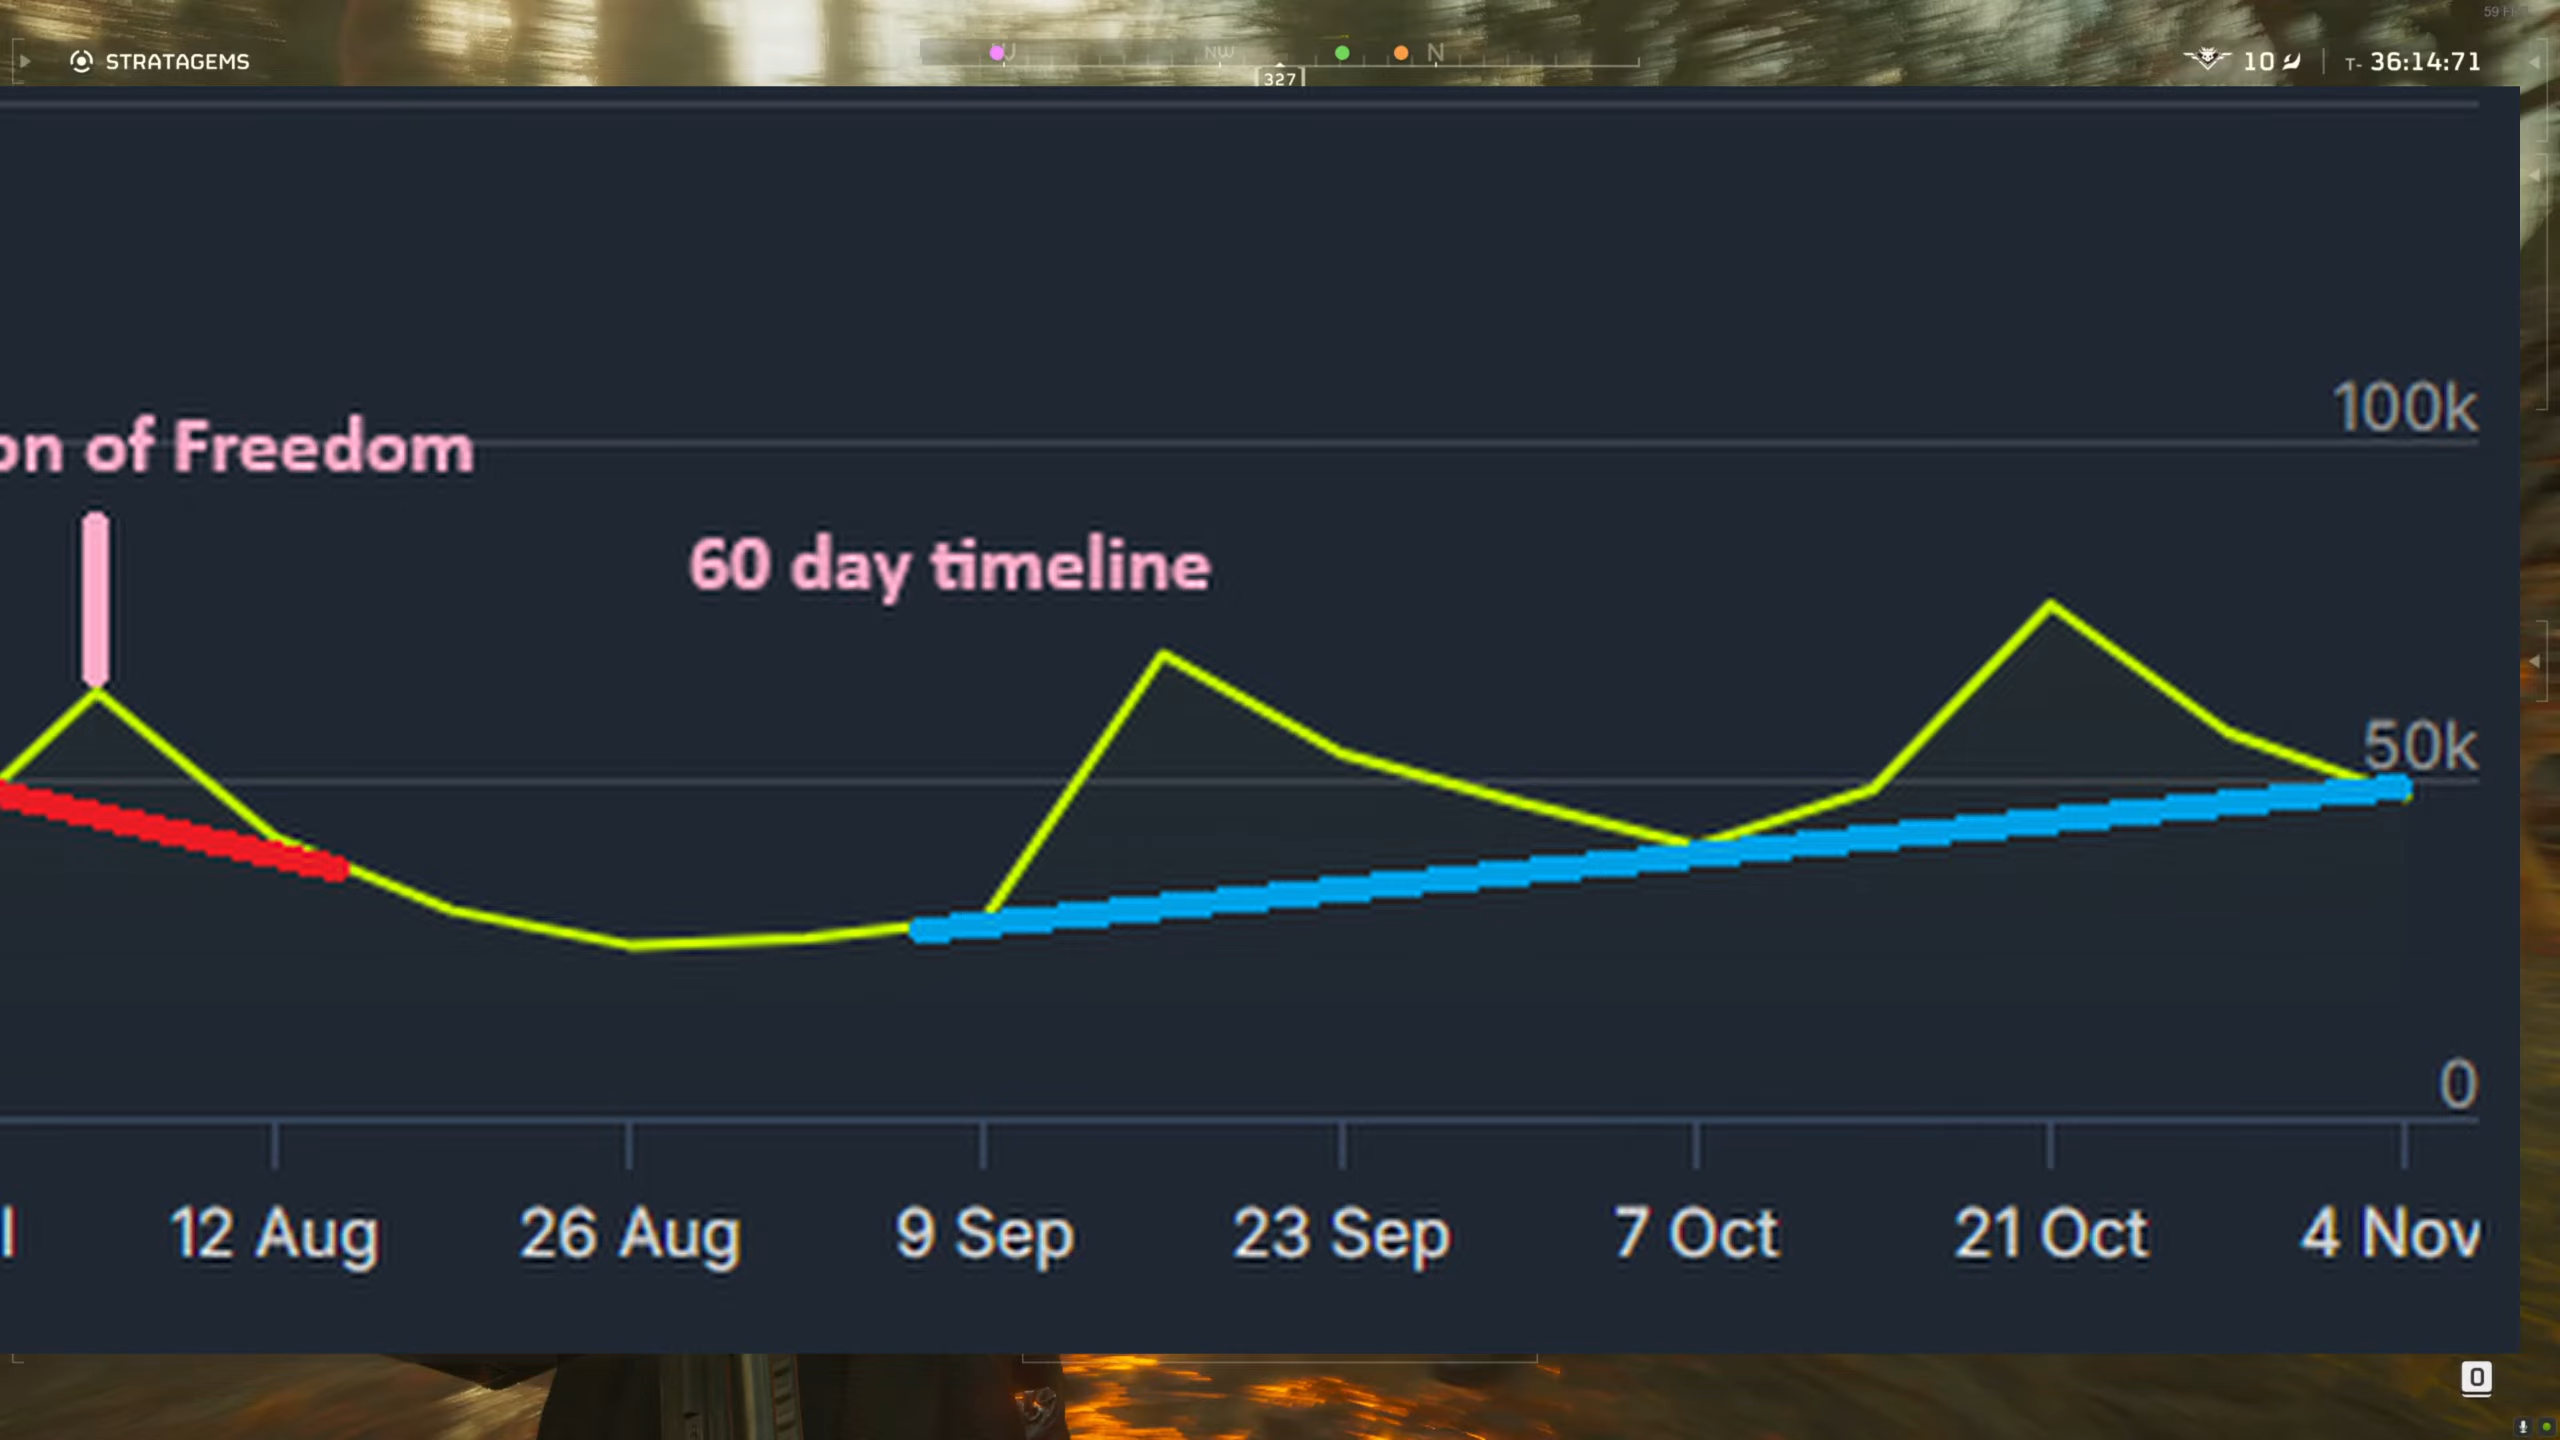 STRATAGEMS
NW
N
10
T- 36:14:71
327
100k
on of Freedom
60 day timeline
50k
0
12 Aug
26 Aug
9 Sep
23 Sep
7 Oct
21 Oct
4 Nov
0